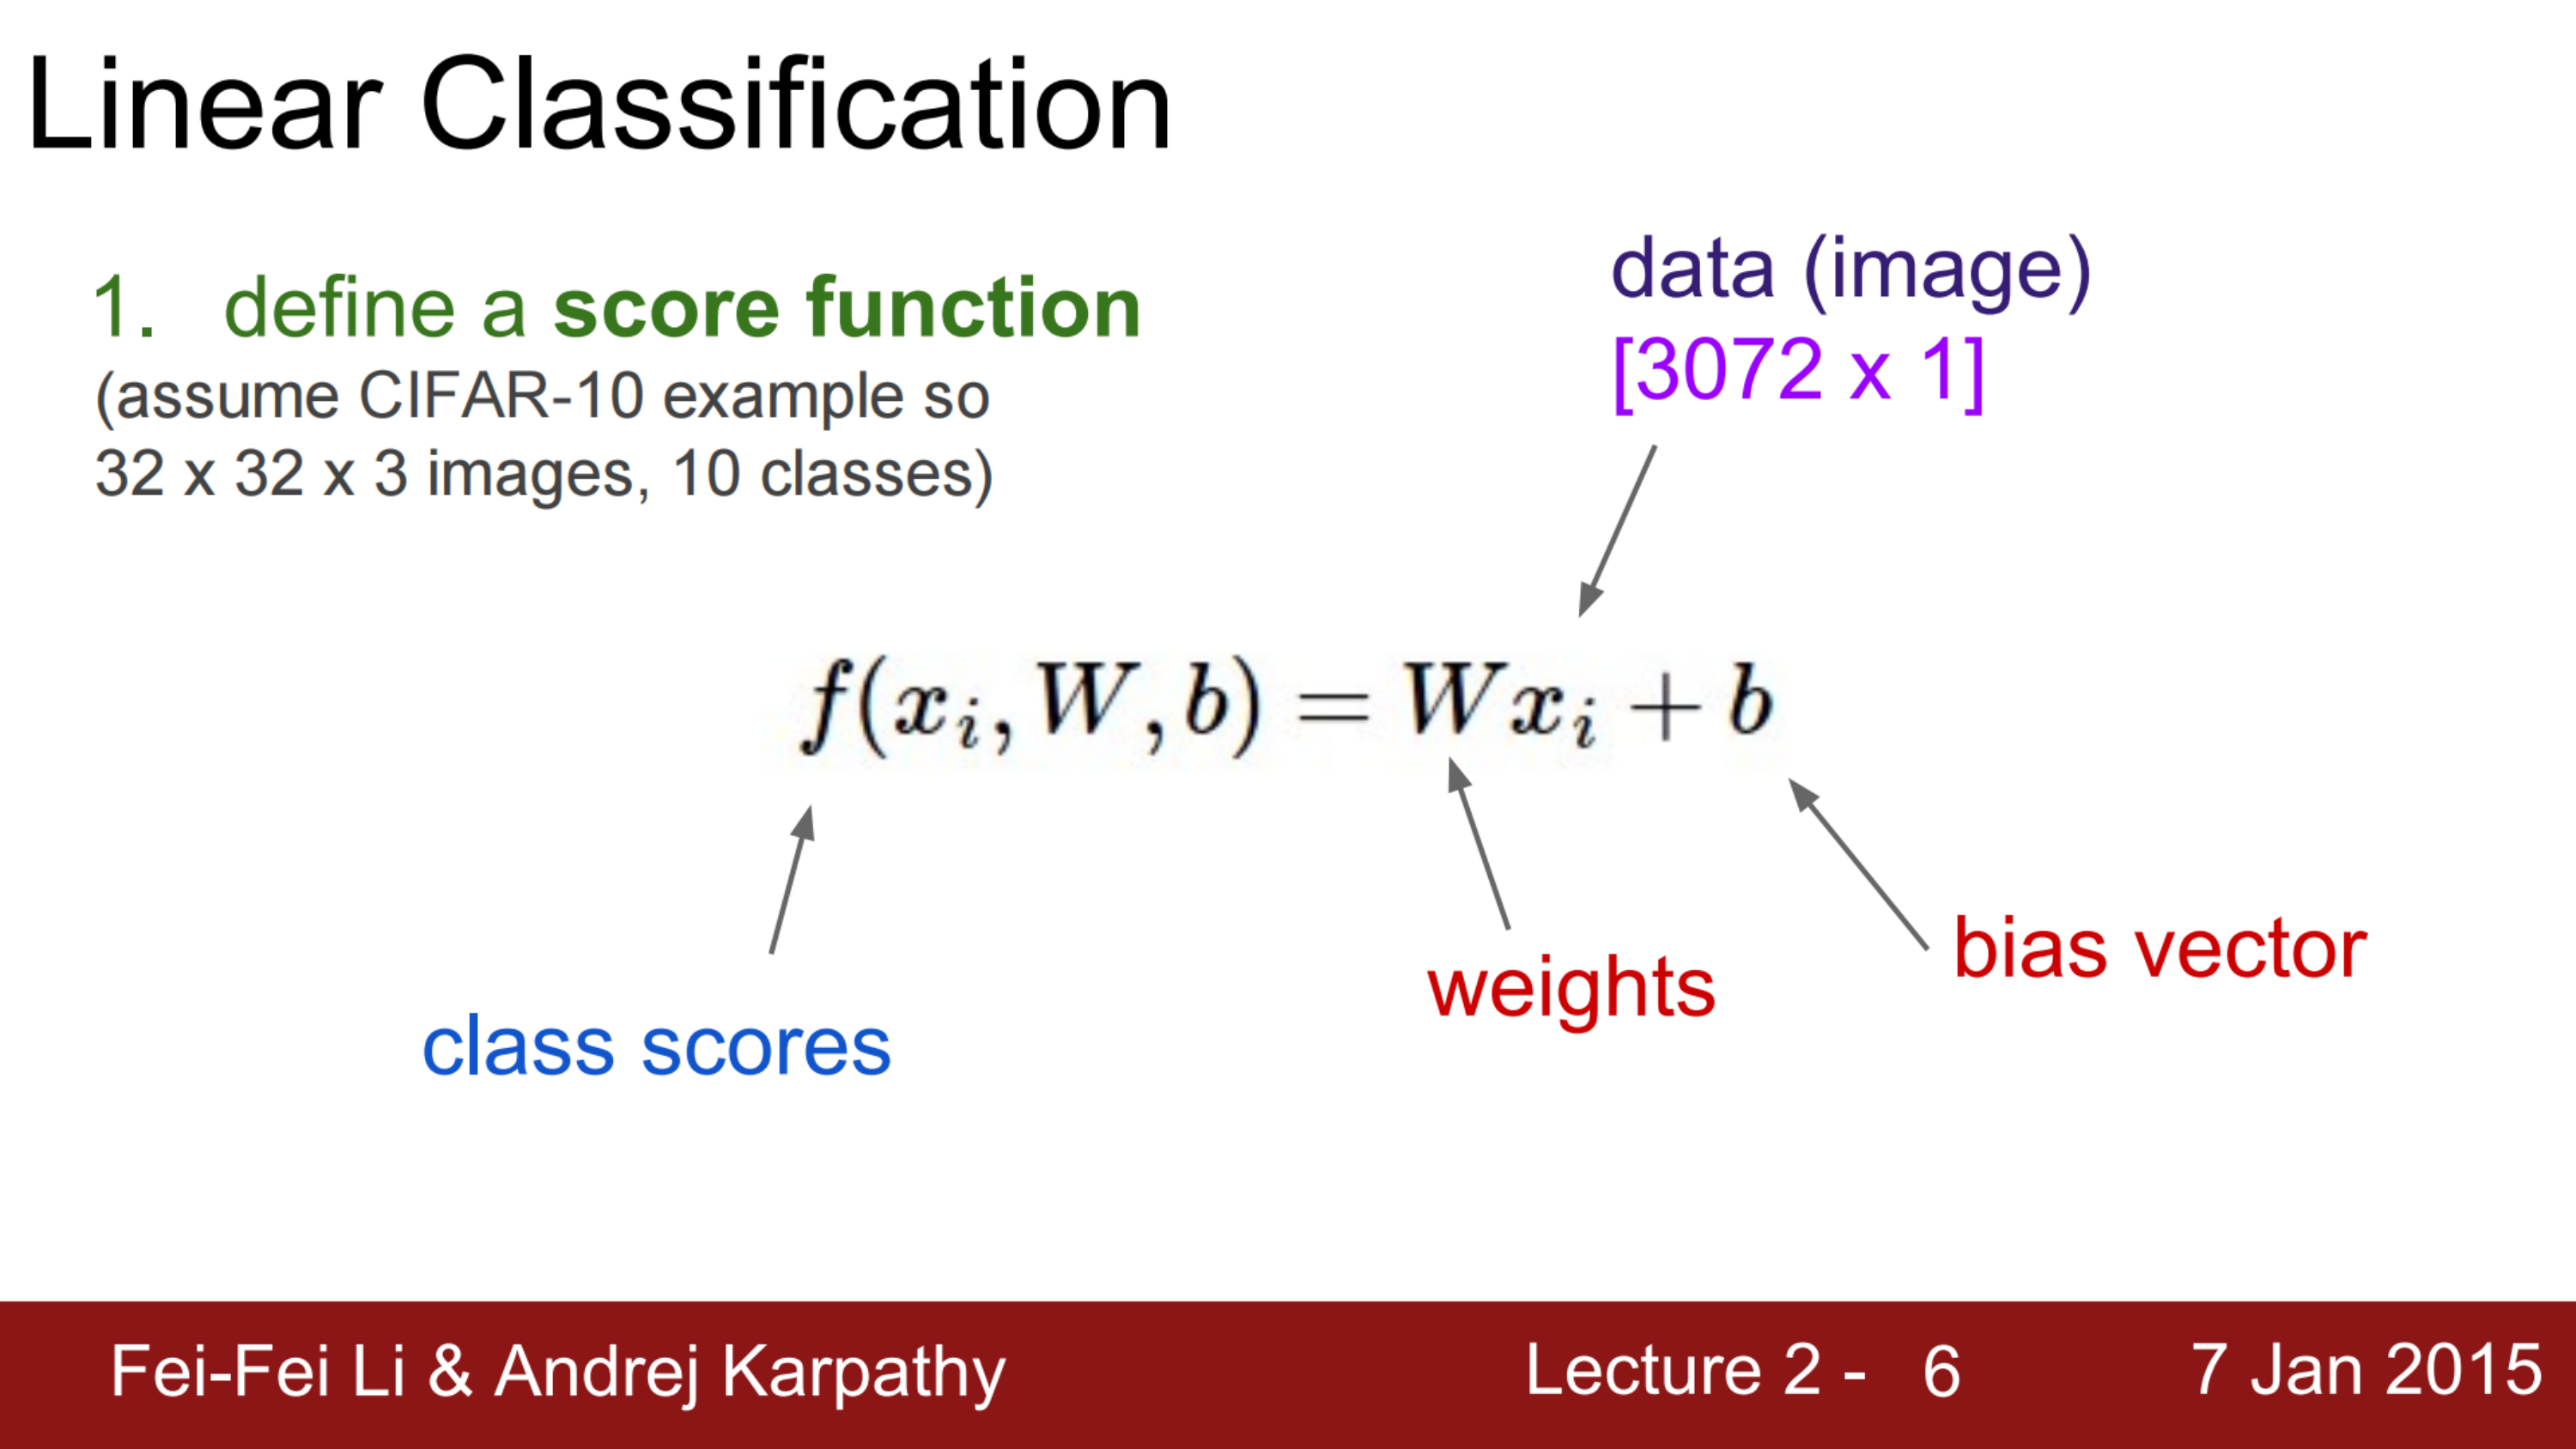 Linear Classification
1. define a score function
(assume CIFAR-10 example so
32 x 32 x 3 images, 10 classes)
data (image)
[3072 x 1]
f(x_i, W, b) = Wx_i + b
class scores
weights
bias vector
Fei-Fei Li & Andrej Karpathy
Lecture 2 - 6
7 Jan 2015